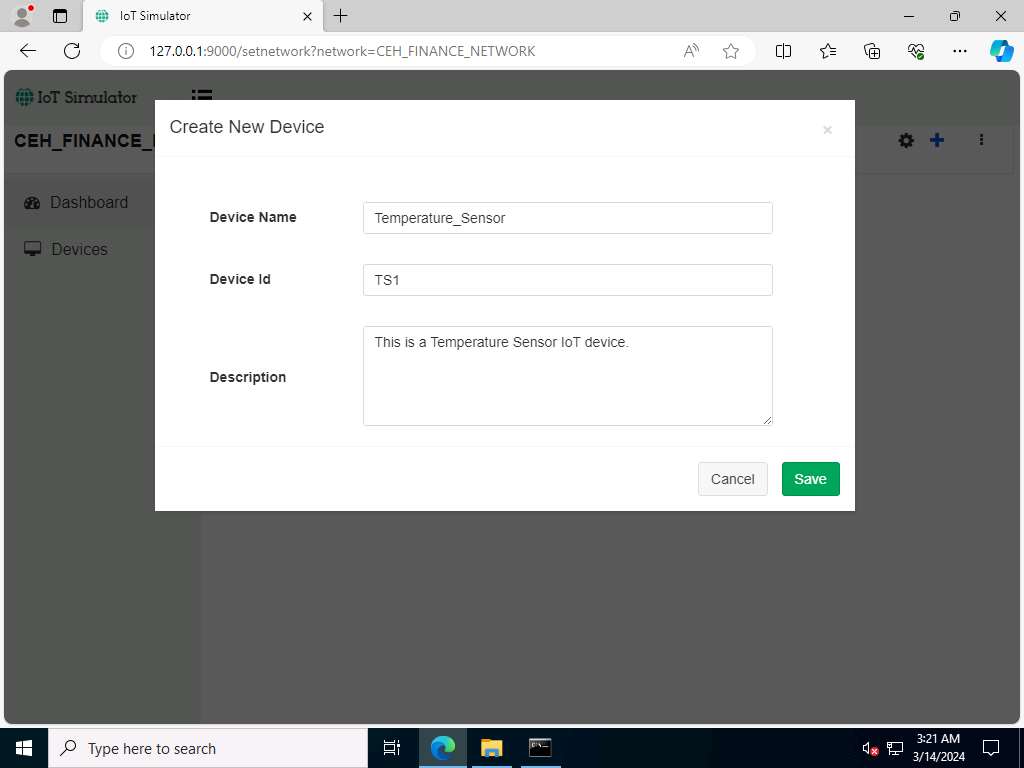 IoT Simulator
127.0.0.1:9000/setnetwork?network=CEH_FINANCE_NETWORK
IoT Simulator
Create New Device
×
CEH_FINANCE_
Dashboard
Devices
Device Name
Temperature_Sensor
Device Id
TS1
Description
This is a Temperature Sensor IoT device.
Cancel
Save
Type here to search
3:21 AM
3/14/2024